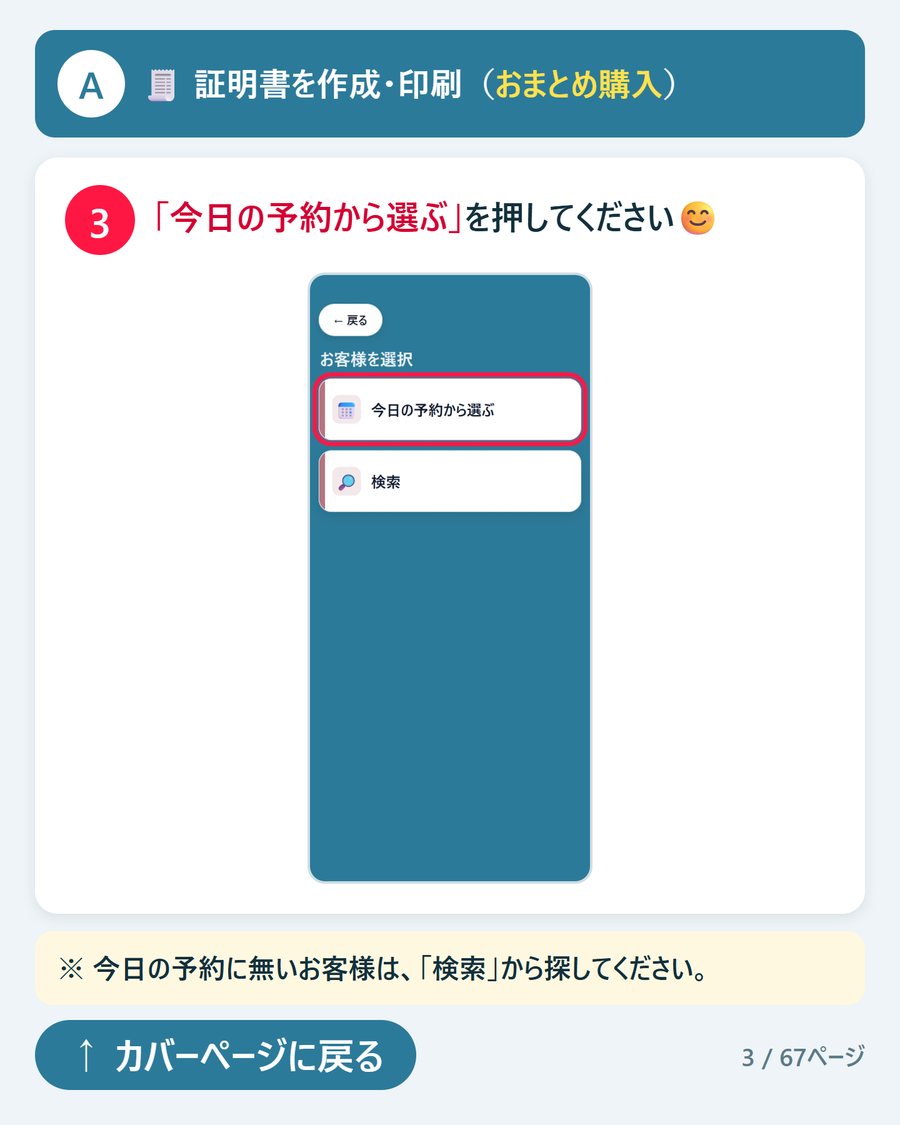 A 証明書を作成・印刷（おまとめ購入）
3 「今日の予約から選ぶ」を押してください
← 戻る
お客様を選択
今日の予約から選ぶ
検索
※ 今日の予約に無いお客様は、「検索」から探してください。
↑ カバーページに戻る
3 / 67ページ